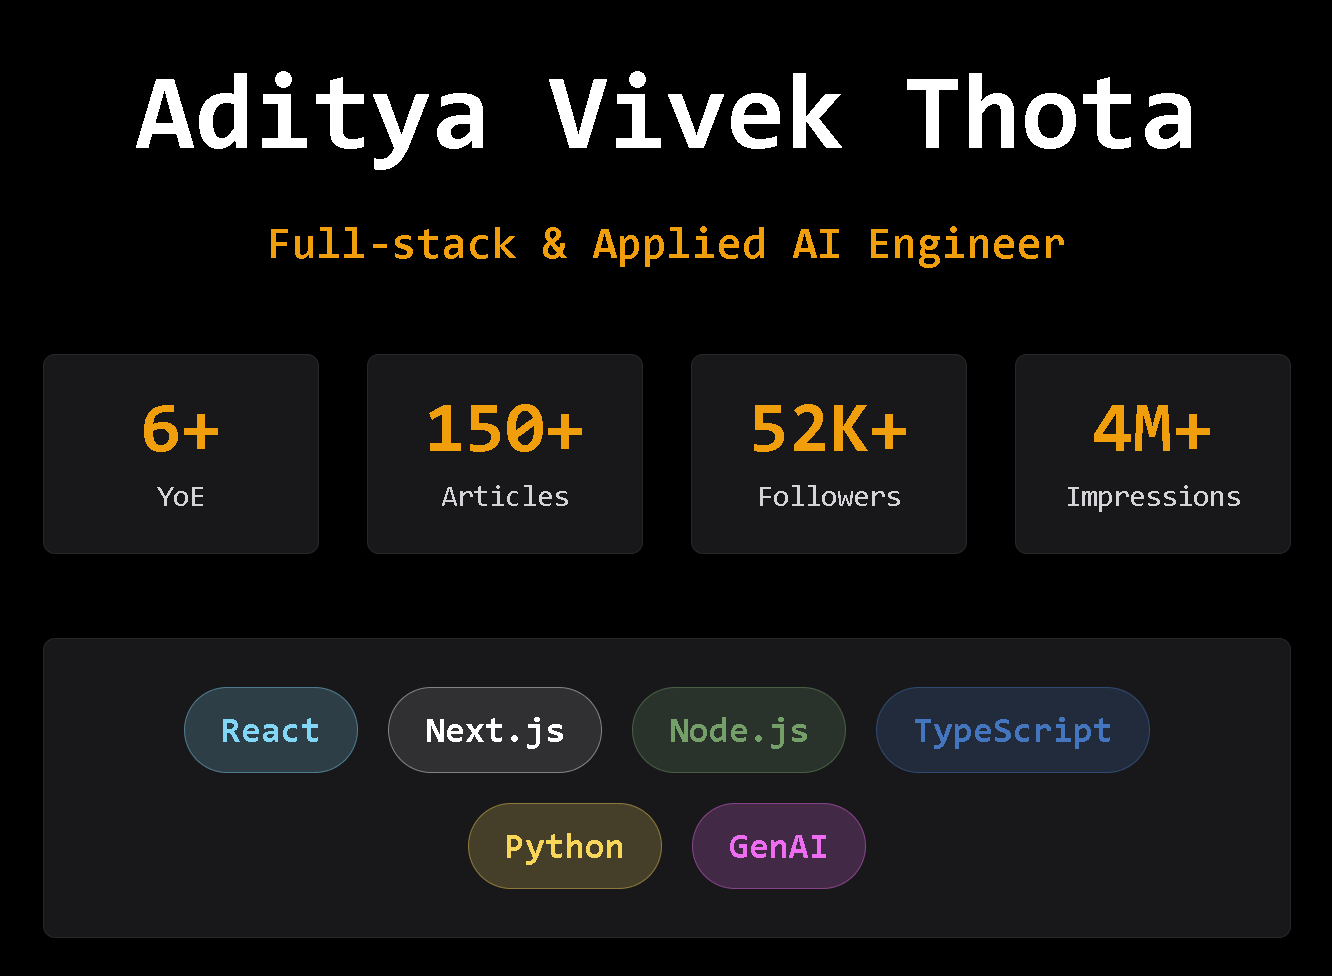 Aditya Vivek Thota
Full-stack & Applied AI Engineer
6+
YoE
150+
Articles
52K+
Followers
4M+
Impressions
React
Next.js
Node.js
TypeScript
Python
GenAI